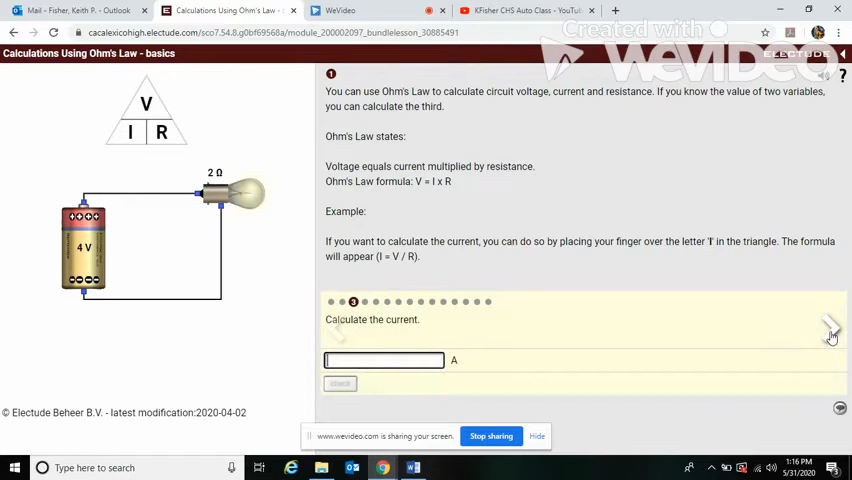 Mail - Fisher, Keith P. - Outlook
Calculations Using Ohm's Law - b
WeVideo
KFisher CHS Auto Class - YouTub
cacalexicohigh.electude.com/sco7.54.8.g0bf69568a/module_200002097_bundlelesson_30885491
Created with
WeVideo
Calculations Using Ohm's Law - basics
ELECTUDE
V
I R
2 Ω
4 V
1
You can use Ohm's Law to calculate circuit voltage, current and resistance. If you know the value of two variables,
you can calculate the third.
Ohm's Law states:
Voltage equals current multiplied by resistance.
Ohm's Law formula: V = I x R
Example:
If you want to calculate the current, you can do so by placing your finger over the letter 'I' in the triangle. The formula
will appear (I = V / R).
3
Calculate the current.
A
check
© Electude Beheer B.V. - latest modification:2020-04-02
www.wevideo.com is sharing your screen.
Stop sharing
Hide
Type here to search
1:16 PM
5/31/2020
3